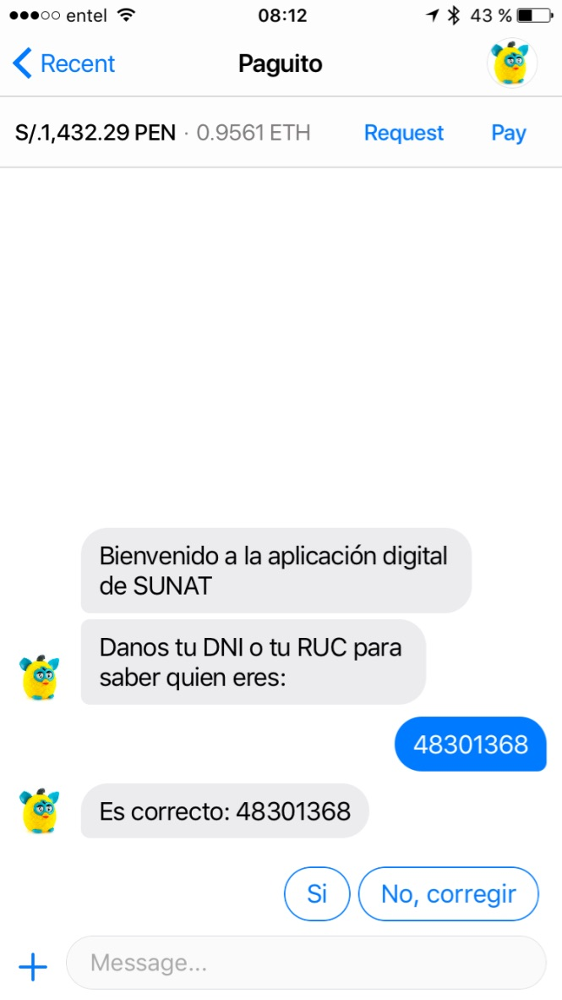 entel 08:12 43 %
Recent Paguito
S/.1,432.29 PEN · 0.9561 ETH Request Pay
Bienvenido a la aplicación digital
de SUNAT
Danos tu DNI o tu RUC para
saber quien eres:
48301368
Es correcto: 48301368
Si No, corregir
Message...